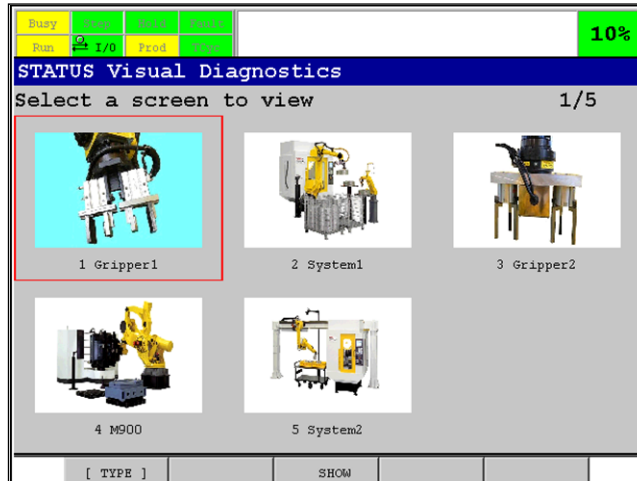 Busy Step Hold Fault
Run I/O Prod TCyc
10%
STATUS Visual Diagnostics
Select a screen to view 1/5
1 Gripper1 2 System1 3 Gripper2
4 M900 5 System2
[ TYPE ] SHOW